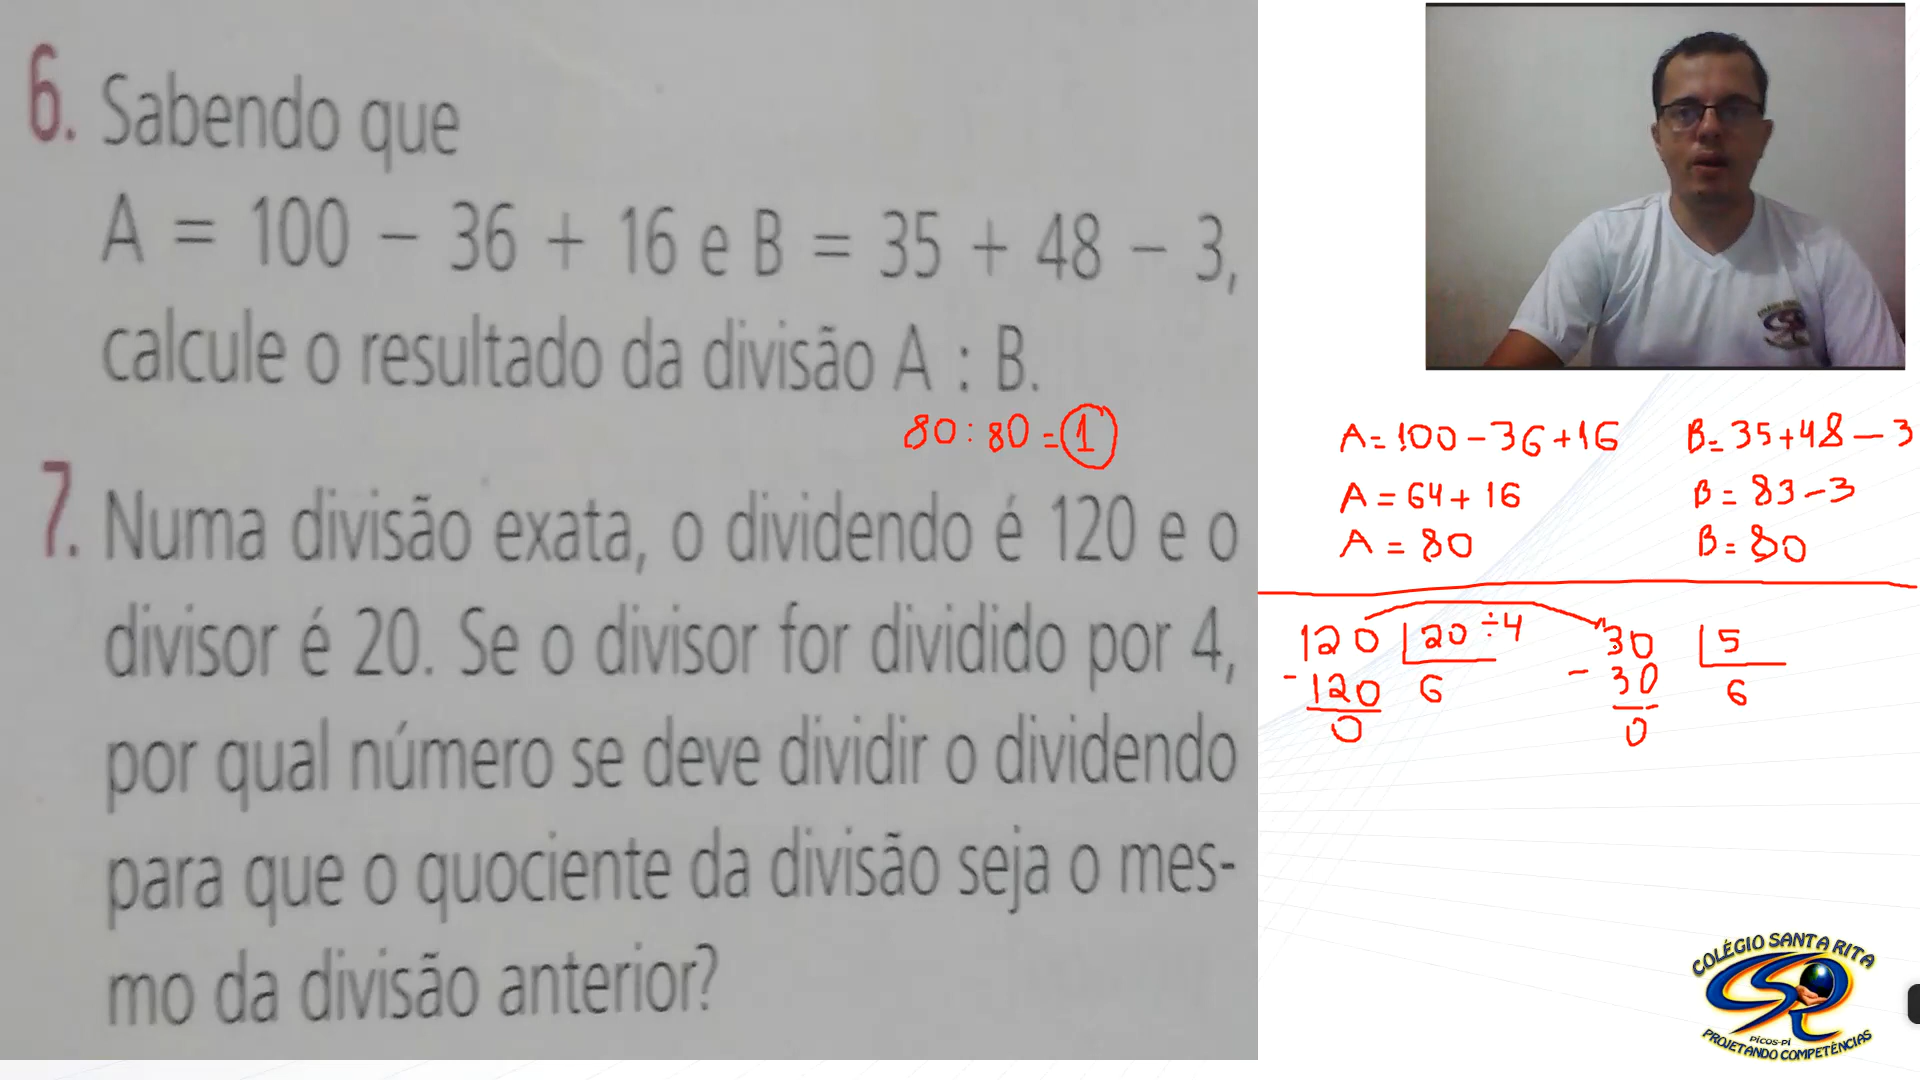 6. Sabendo que
A = 100 – 36 + 16 e B = 35 + 48 – 3,
calcule o resultado da divisão A : B.
80 : 80 = 1
7. Numa divisão exata, o dividendo é 120 e o
divisor é 20. Se o divisor for dividido por 4,
por qual número se deve dividir o dividendo
para que o quociente da divisão seja o mes-
mo da divisão anterior?
A = 100 – 36 + 16
A = 64 + 16
A = 80
B = 35 + 48 – 3
B = 83 – 3
B = 80
120 20 ÷ 4
- 120 6
0
30 5
- 30 6
0
COLÉGIO SANTA RITA
PICOS-PI
PROJETANDO COMPETÊNCIAS